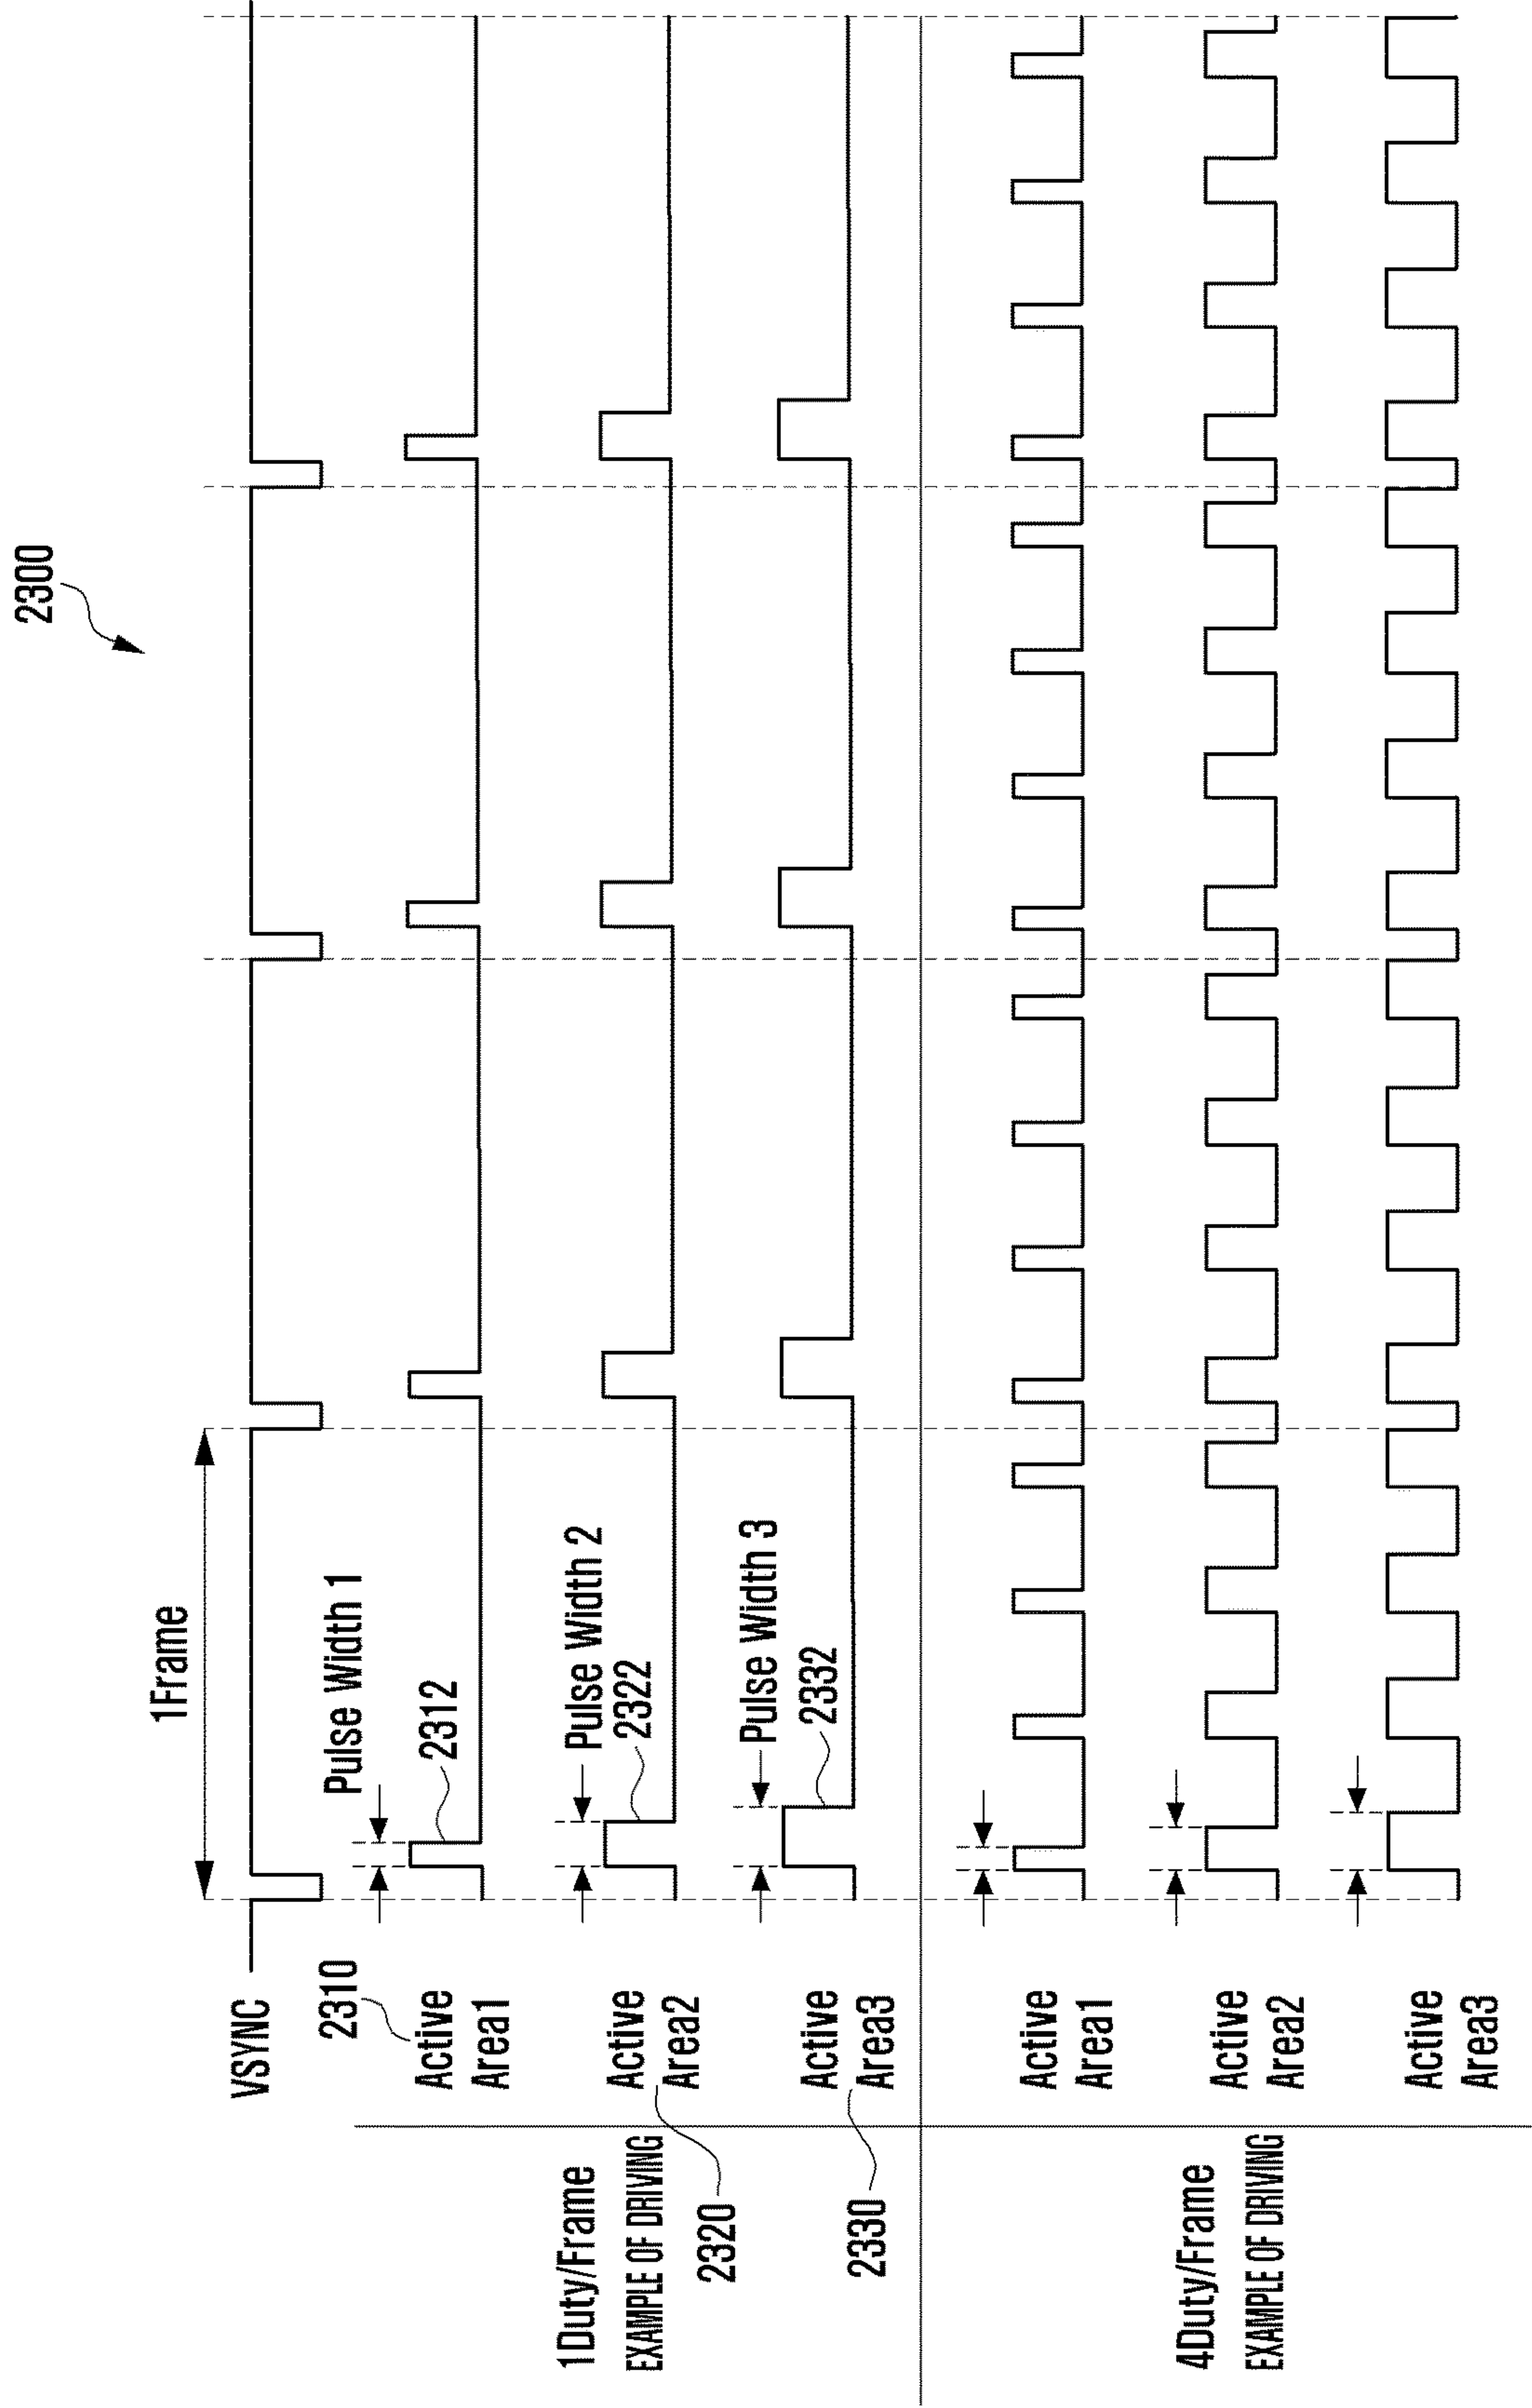 2300
1Frame
VSYNC
Pulse Width 1
2310
2312
Active
Area1
Pulse Width 2
2322
Active
Area2
Pulse Width 3
2332
Active
Area3
1Duty/Frame
EXAMPLE OF DRIVING
2320
2330
Active
Area1
Active
Area2
Active
Area3
4Duty/Frame
EXAMPLE OF DRIVING